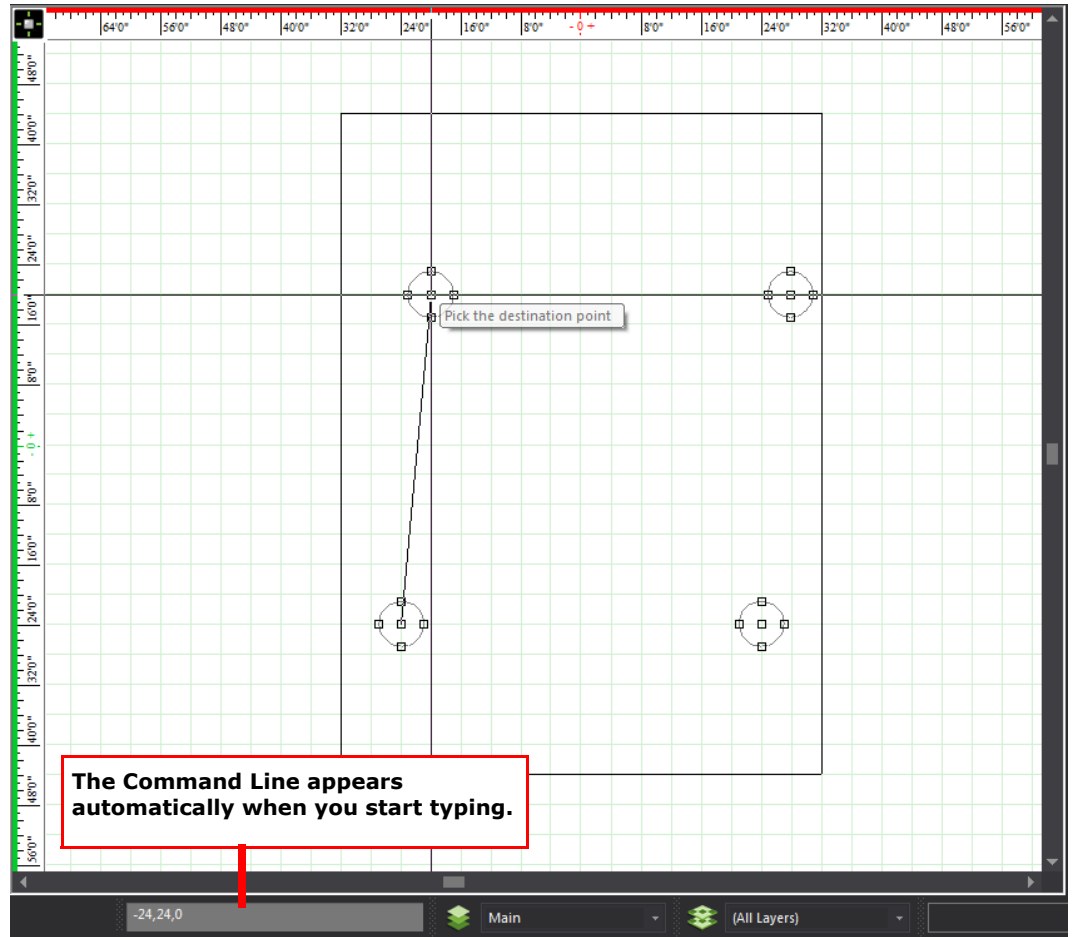 64'0" 56'0" 48'0" 40'0" 32'0" 24'0" 16'0" 8'0" - 0 + 8'0" 16'0" 24'0" 32'0" 40'0" 48'0" 56'0"
48'0"
40'0"
32'0"
24'0"
16'0"
Pick the destination point
8'0"
- 0 +
8'0"
16'0"
24'0"
32'0"
40'0"
48'0"
56'0"
The Command Line appears
automatically when you start typing.
-24,24,0 Main (All Layers)